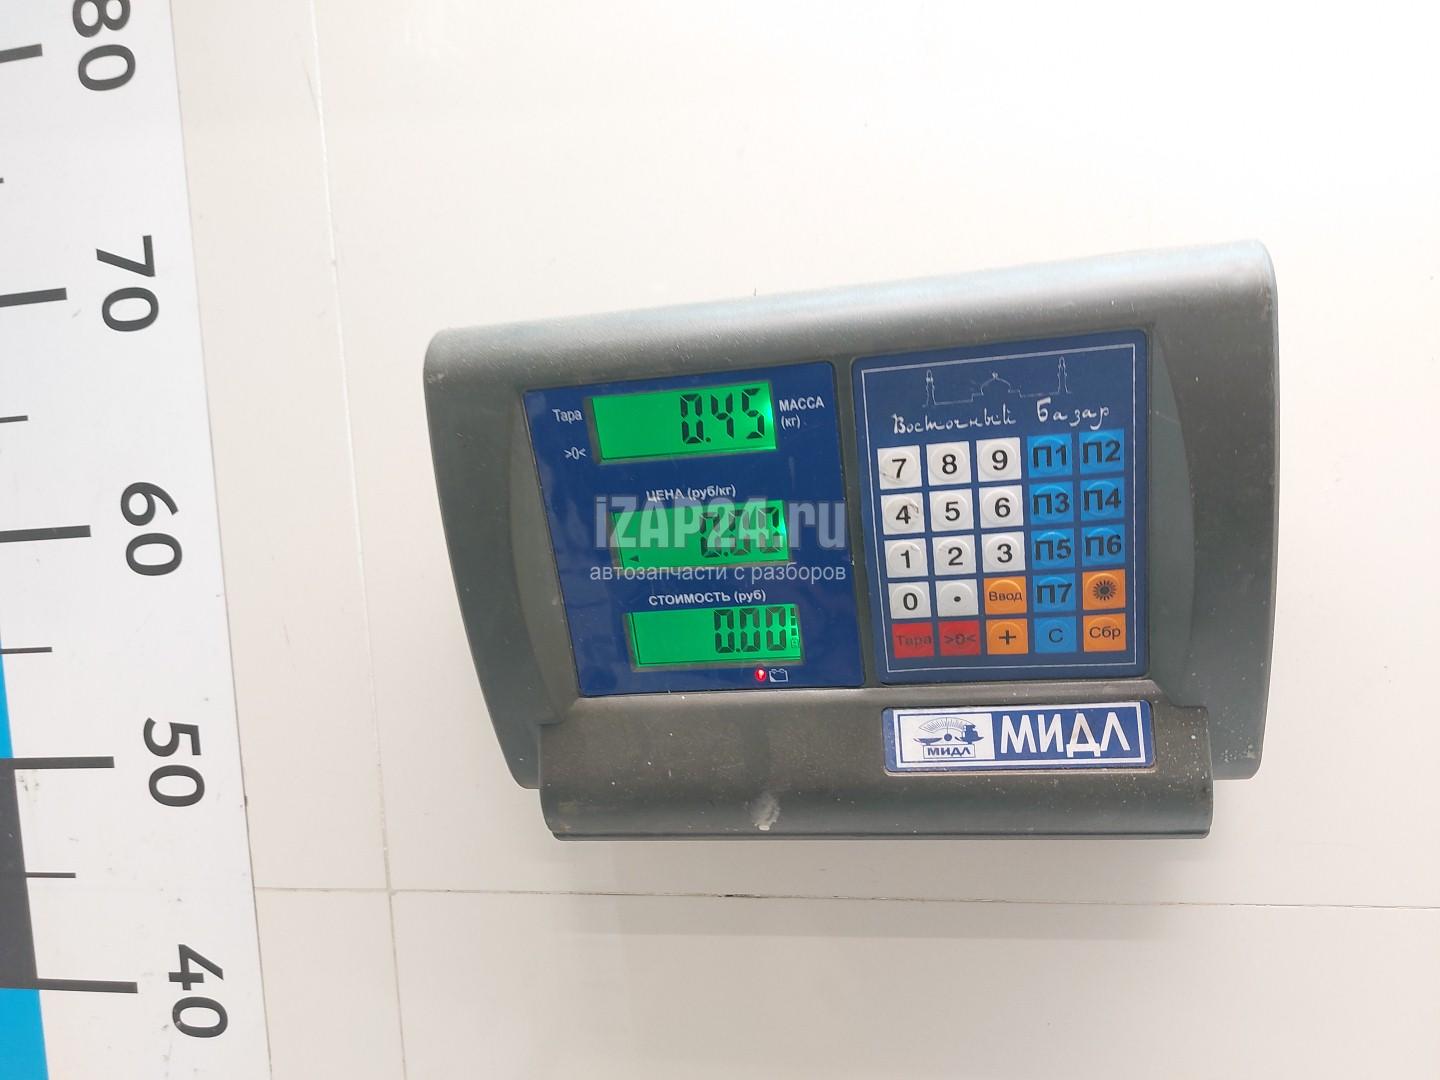 80
70
60
50
40
Тара
0.45
МАССА
(кг)
>0<
ЦЕНА (руб/кг)
0.00
СТОИМОСТЬ (руб)
0.00
iZAP24.ru
автозапчасти с разборов
Восточный Базар
7 8 9 П1 П2
4 5 6 П3 П4
1 2 3 П5 П6
0 . Ввод П7
Тара >0< + С Сбр
МИДЛ
МИДЛ